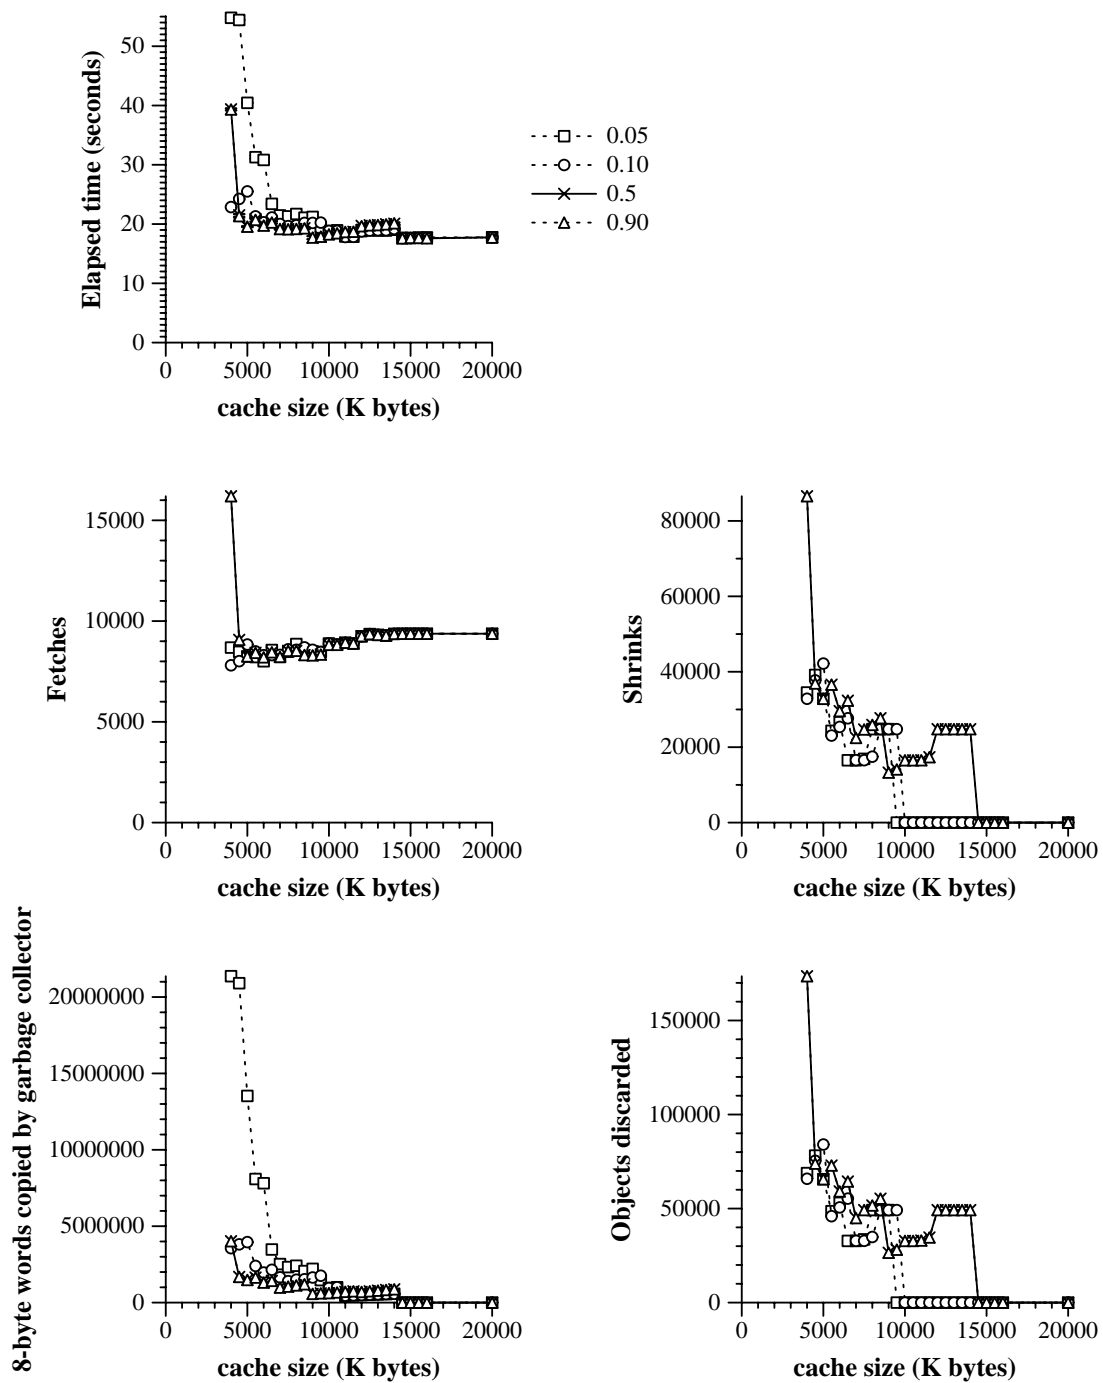 50
40
30
20
10
0
0 5000 10000 15000 20000
cache size (K bytes)
Elapsed time (seconds)
0.05
0.10
0.5
0.90
15000
10000
5000
0
0 5000 10000 15000 20000
cache size (K bytes)
Fetches
80000
60000
40000
20000
0
0 5000 10000 15000 20000
cache size (K bytes)
Shrinks
20000000
15000000
10000000
5000000
0
0 5000 10000 15000 20000
cache size (K bytes)
8-byte words copied by garbage collector
150000
100000
50000
0
0 5000 10000 15000 20000
cache size (K bytes)
Objects discarded